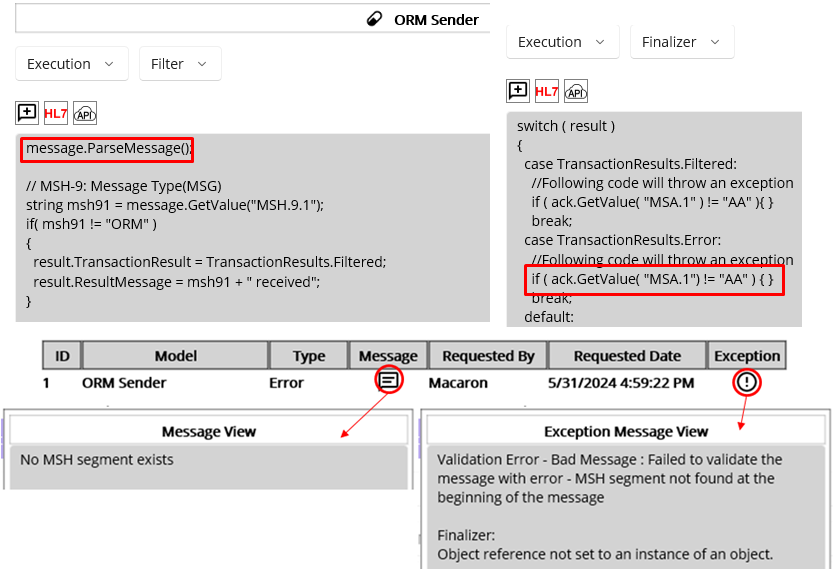 ORM Sender
Execution
Filter
HL7
API
message.ParseMessage();
// MSH-9: Message Type(MSG)
string msh91 = message.GetValue("MSH.9.1");
if( msh91 != "ORM" )
{
result.TransactionResult = TransactionResults.Filtered;
result.ResultMessage = msh91 + " received";
}
Execution
Finalizer
HL7
API
switch ( result )
{
case TransactionResults.Filtered:
//Following code will throw an exception
if ( ack.GetValue( "MSA.1" ) != "AA" ){ }
break;
case TransactionResults.Error:
//Following code will throw an exception
if ( ack.GetValue( "MSA.1") != "AA" ) { }
break;
default:
ID Model Type Message Requested By Requested Date Exception
1 ORM Sender Error Macaron 5/31/2024 4:59:22 PM
Message View
No MSH segment exists
Exception Message View
Validation Error - Bad Message : Failed to validate the
message with error - MSH segment not found at the
beginning of the message
Finalizer:
Object reference not set to an instance of an object.